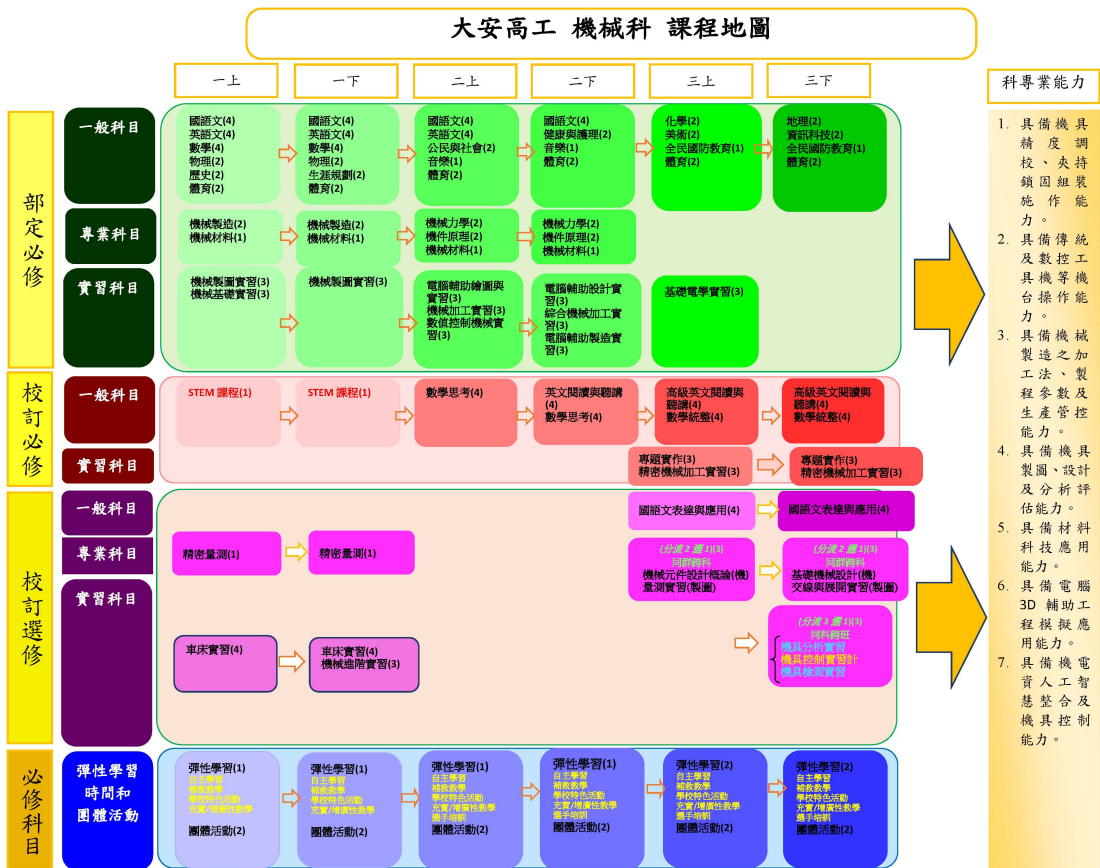 大安高工 機械科 課程地圖
一上
一下
二上
二下
三上
三下
科專業能力
部定必修
一般科目
國語文(4)
英語文(4)
數學(4)
物理(2)
歷史(2)
體育(2)
國語文(4)
英語文(4)
數學(4)
物理(2)
生涯規劃(2)
體育(2)
國語文(4)
英語文(4)
公民與社會(2)
音樂(1)
體育(2)
國語文(4)
健康與護理(2)
音樂(1)
體育(2)
化學(2)
美術(2)
全民國防教育(1)
體育(2)
地理(2)
資訊科技(2)
全民國防教育(1)
體育(2)
專業科目
機械製造(2)
機械材料(1)
機械製造(2)
機械材料(1)
機械力學(2)
機件原理(2)
機械材料(1)
機械力學(2)
機件原理(2)
機械材料(1)
實習科目
機械製圖實習(3)
機械基礎實習(3)
機械製圖實習(3)
電腦輔助繪圖與
實習(3)
機械加工實習(3)
數值控制機械實
習(3)
電腦輔助設計實
習(3)
綜合機械加工實
習(3)
電腦輔助製造實
習(3)
基礎電學實習(3)
校訂必修
一般科目
STEM 課程(1)
STEM 課程(1)
數學思考(4)
英文閱讀與聽講
(4)
數學思考(4)
高級英文閱讀與
聽講(4)
數學統整(4)
高級英文閱讀與
聽講(4)
數學統整(4)
實習科目
專題實作(3)
精密機械加工實習(3)
專題實作(3)
精密機械加工實習(3)
校訂選修
一般科目
國語文表達與應用(4)
國語文表達與應用(4)
專業科目
精密量測(1)
精密量測(1)
(分流 2 選 1)(3)
同群跨科
機械元件設計概論(機)
量測實習(製圖)
(分流 2 選 1)(3)
同群跨科
基礎機械設計(機)
交線與展開實習(製圖)
實習科目
車床實習(4)
車床實習(4)
機械進階實習(3)
(分流 3 選 1)(3)
同科跨班
機具分析實習
機具控制實習計
機具檢測實習
必修科目
彈性學習
時間和
團體活動
彈性學習(1)
自主學習
補救教學
學校特色活動
充實/增廣性教學
團體活動(2)
彈性學習(1)
自主學習
補救教學
學校特色活動
充實/增廣性教學
團體活動(2)
彈性學習(1)
自主學習
補救教學
學校特色活動
充實/增廣性教學
選手培訓
團體活動(2)
彈性學習(1)
自主學習
補救教學
學校特色活動
充實/增廣性教學
選手培訓
團體活動(2)
彈性學習(2)
自主學習
補救教學
學校特色活動
充實/增廣性教學
選手培訓
團體活動(2)
彈性學習(2)
自主學習
補救教學
學校特色活動
充實/增廣性教學
選手培訓
團體活動(2)
1. 具備機具
精度調
校、夾持
鎖固組裝
施作能
力。
2. 具備傳統
及數控工
具機等機
台操作能
力。
3. 具備機械
製造之加
工法、製
程參數及
生產管控
能力。
4. 具備機具
製圖、設計
及分析評
估能力。
5. 具備材料
科技應用
能力。
6. 具備電腦
3D 輔助工
程模擬應
用能力。
7. 具備機電
資人工智
慧整合及
機具控制
能力。